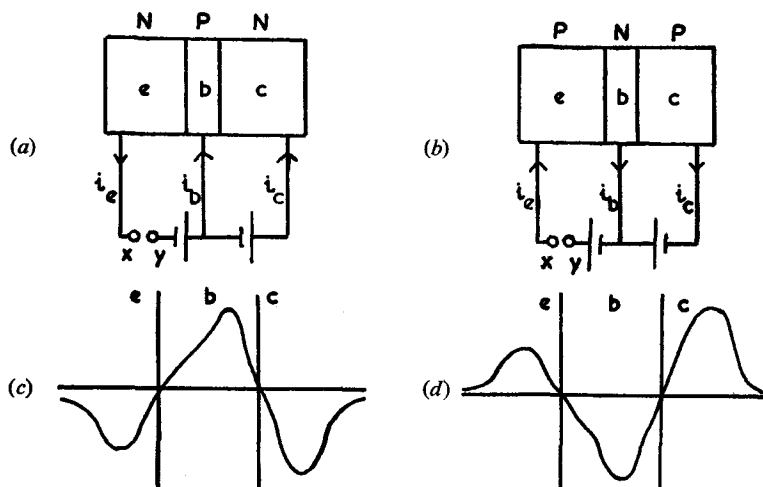 N P N
e b c
(a)
i_e i_b i_c
x y
P N P
e b c
(b)
i_e i_b i_c
x y
e b c
(c)
e b c
(d)